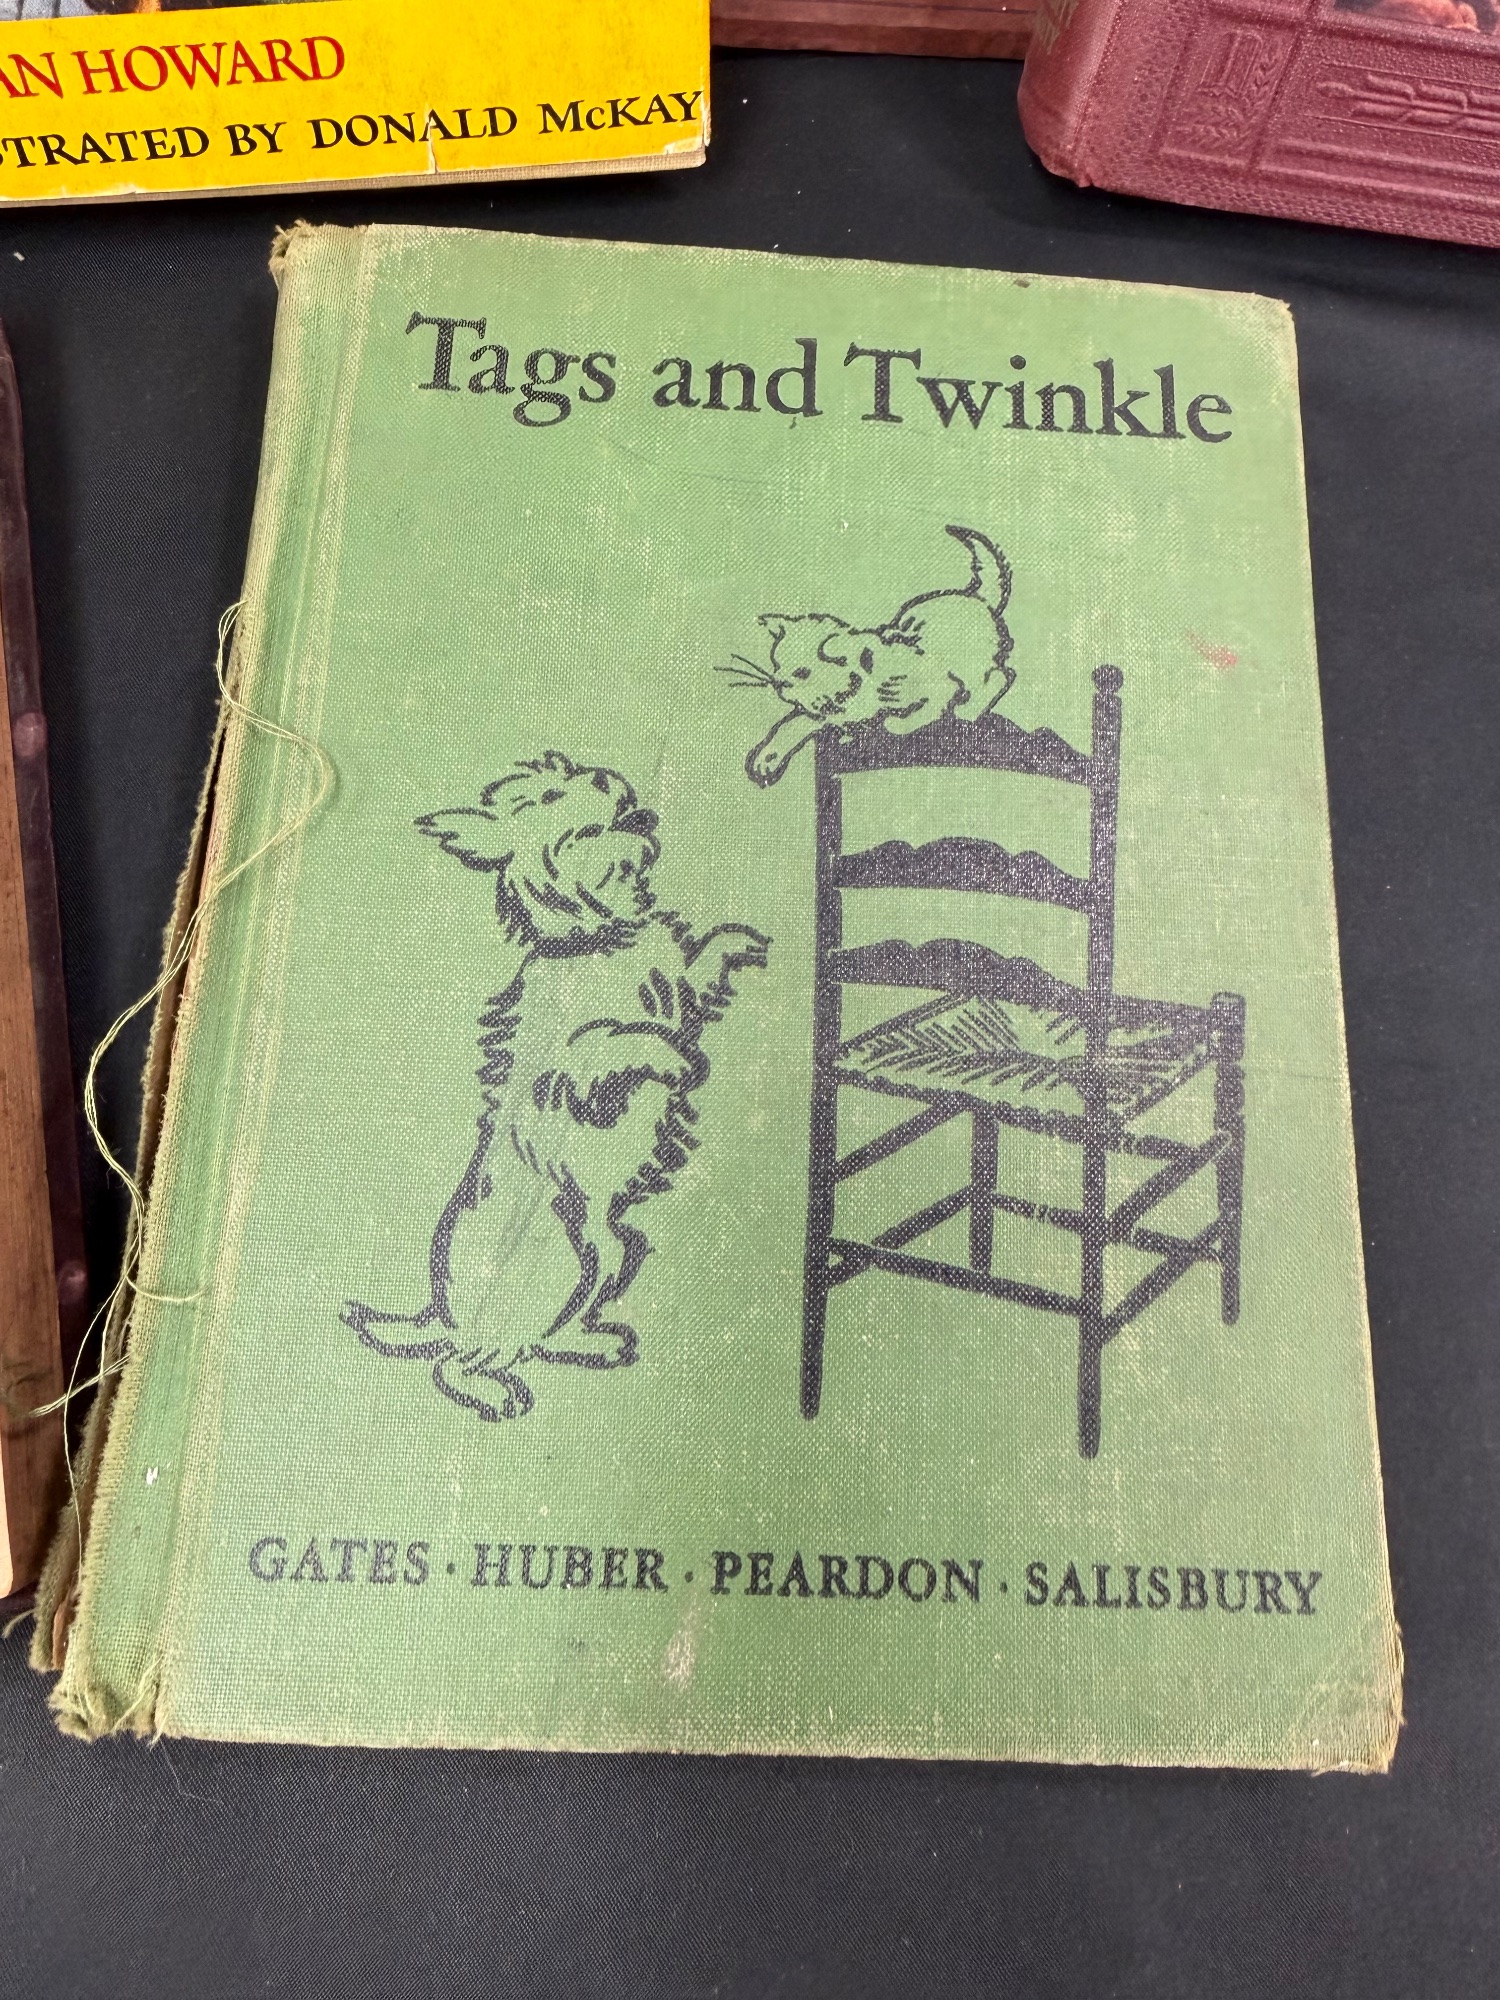 AN HOWARD
STRATED BY DONALD McKAY
Tags and Twinkle
GATES · HUBER · PEARDON · SALISBURY